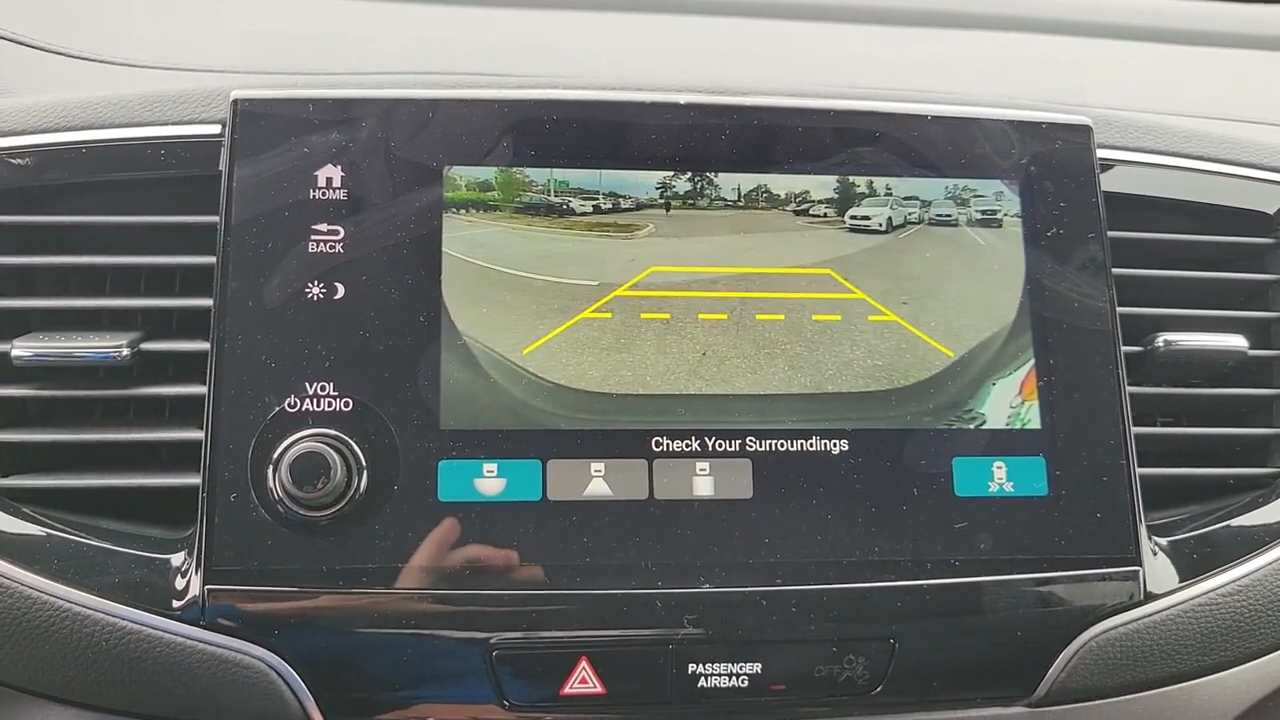 HOME
BACK
VOL
AUDIO
Check Your Surroundings
PASSENGER
AIRBAG
OFF